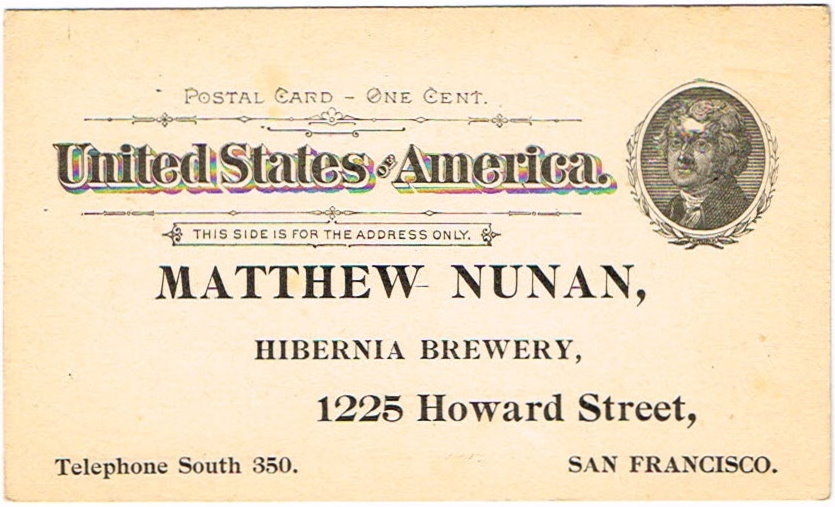 POSTAL CARD – ONE CENT.
United States of America.
THIS SIDE IS FOR THE ADDRESS ONLY.
MATTHEW NUNAN,
HIBERNIA BREWERY,
1225 Howard Street,
Telephone South 350.
SAN FRANCISCO.